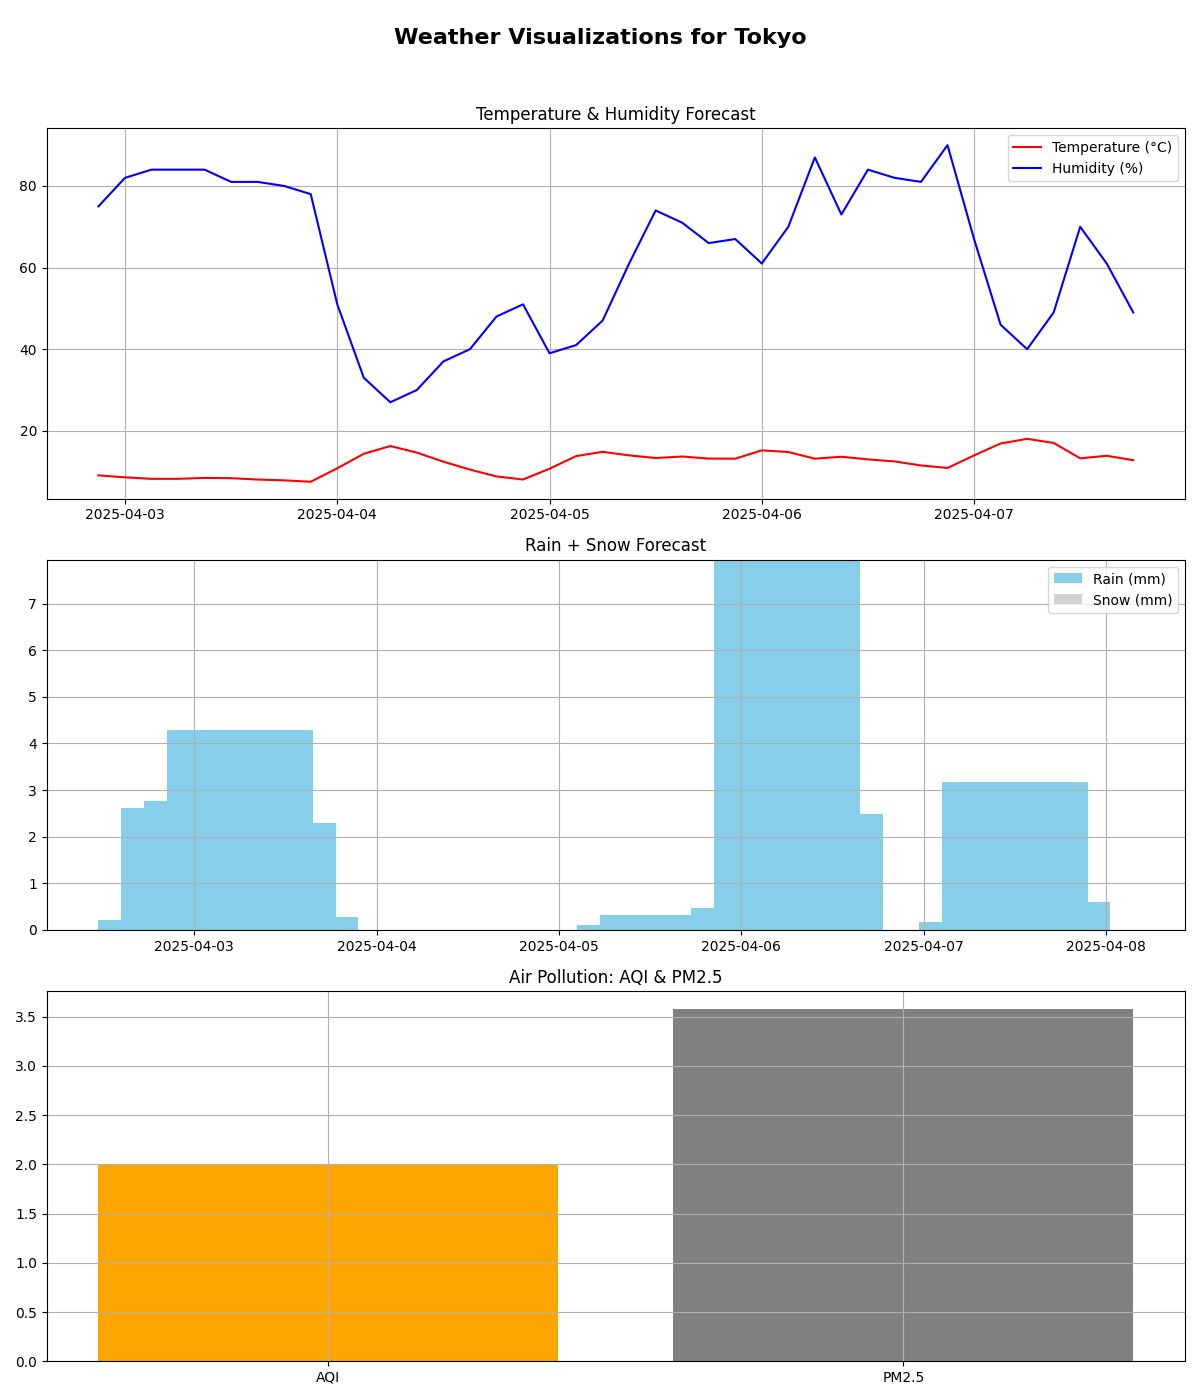 Weather Visualizations for Tokyo
Temperature & Humidity Forecast
Temperature (°C)
Humidity (%)
80
60
40
20
2025-04-03 2025-04-04 2025-04-05 2025-04-06 2025-04-07
Rain + Snow Forecast
Rain (mm)
Snow (mm)
7
6
5
4
3
2
1
0
2025-04-03 2025-04-04 2025-04-05 2025-04-06 2025-04-07 2025-04-08
Air Pollution: AQI & PM2.5
3.5
3.0
2.5
2.0
1.5
1.0
0.5
0.0
AQI PM2.5